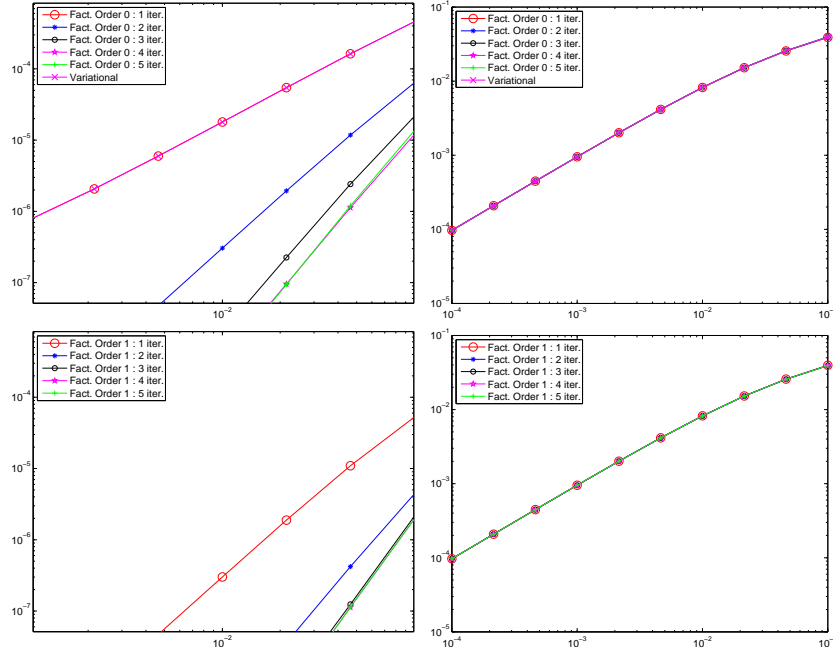 Fact. Order 0 : 1 iter.
Fact. Order 0 : 2 iter.
Fact. Order 0 : 3 iter.
Fact. Order 0 : 4 iter.
Fact. Order 0 : 5 iter.
Variational
10⁻⁴
10⁻⁵
10⁻⁶
10⁻⁷
10⁻²
Fact. Order 0 : 1 iter.
Fact. Order 0 : 2 iter.
Fact. Order 0 : 3 iter.
Fact. Order 0 : 4 iter.
Fact. Order 0 : 5 iter.
Variational
10⁻¹
10⁻²
10⁻³
10⁻⁴
10⁻⁵
10⁻⁴ 10⁻³ 10⁻² 10⁻
Fact. Order 1 : 1 iter.
Fact. Order 1 : 2 iter.
Fact. Order 1 : 3 iter.
Fact. Order 1 : 4 iter.
Fact. Order 1 : 5 iter.
10⁻⁴
10⁻⁵
10⁻⁶
10⁻⁷
10⁻²
Fact. Order 1 : 1 iter.
Fact. Order 1 : 2 iter.
Fact. Order 1 : 3 iter.
Fact. Order 1 : 4 iter.
Fact. Order 1 : 5 iter.
10⁻¹
10⁻²
10⁻³
10⁻⁴
10⁻⁵
10⁻⁴ 10⁻³ 10⁻² 10⁻